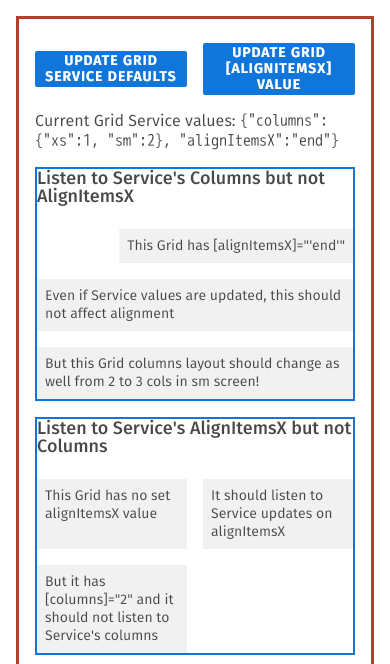 UPDATE GRID
SERVICE DEFAULTS
UPDATE GRID
[ALIGNITEMSX]
VALUE
Current Grid Service values: {"columns":
{"xs":1, "sm":2}, "alignItemsX":"end"}
Listen to Service's Columns but not
AlignItemsX
This Grid has [alignItemsX]="'end'"
Even if Service values are updated, this should
not affect alignment
But this Grid columns layout should change as
well from 2 to 3 cols in sm screen!
Listen to Service's AlignItemsX but not
Columns
This Grid has no set
alignItemsX value
It should listen to
Service updates on
alignItemsX
But it has
[columns]="2" and it
should not listen to
Service's columns